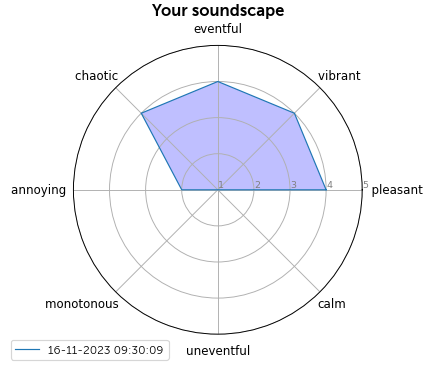 Your soundscape
eventful
chaotic
vibrant
annoying
1
2
3
4
5
pleasant
monotonous
calm
16-11-2023 09:30:09
uneventful